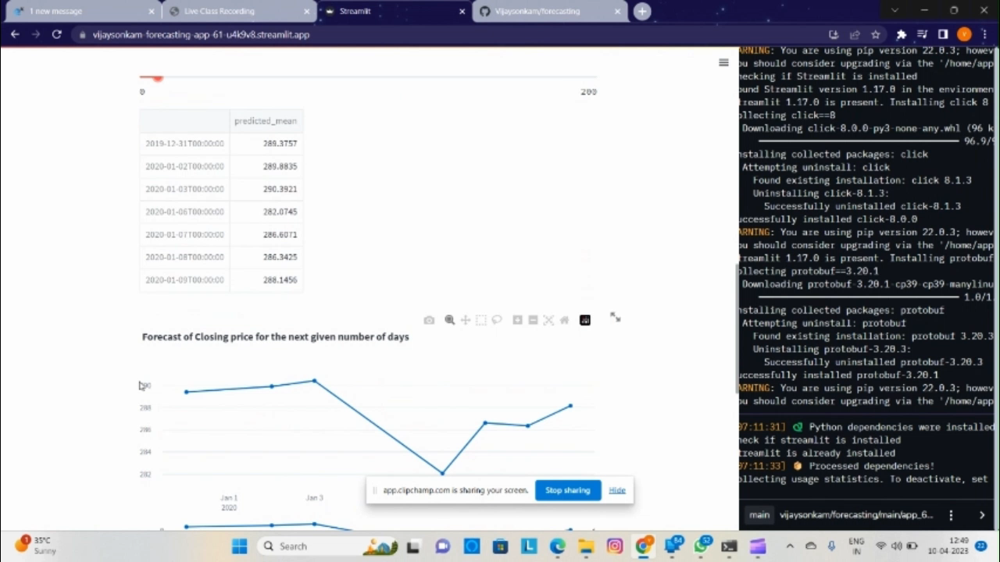 1 new message
Live Class Recording
Streamlit
Vijaysonkam/forecasting
vijaysonkam-forecasting-app-61-u4k9v8.streamlit.app
0
200
predicted_mean
2019-12-31T00:00:00 289.3757
2020-01-02T00:00:00 289.8835
2020-01-03T00:00:00 290.3921
2020-01-06T00:00:00 282.0745
2020-01-07T00:00:00 286.6071
2020-01-08T00:00:00 286.3425
2020-01-09T00:00:00 288.1456
Forecast of Closing price for the next given number of days
288
286
284
282
Jan 1
2020
Jan 3
app.clipchamp.com is sharing your screen.
Stop sharing
Hide
ARNING: You are using pip version 22.0.3; howev
ou should consider upgrading via the '/home/app
hecking if Streamlit is installed
ound Streamlit version 1.17.0 in the environmen
treamlit 1.17.0 is present. Installing click 8
ollecting click==8
Downloading click-8.0.0-py3-none-any.whl (96 k
96.9/9
nstalling collected packages: click
Attempting uninstall: click
Found existing installation: click 8.1.3
Uninstalling click-8.1.3:
Successfully uninstalled click-8.1.3
uccessfully installed click-8.0.0
ARNING: You are using pip version 22.0.3; howev
ou should consider upgrading via the '/home/app
treamlit 1.17.0 is present. Installing protobuf
ollecting protobuf==3.20.1
Downloading protobuf-3.20.1-cp39-cp39-manylinu
1.0/1.
nstalling collected packages: protobuf
Attempting uninstall: protobuf
Found existing installation: protobuf 3.20.3
Uninstalling protobuf-3.20.3:
Successfully uninstalled protobuf-3.20.3
uccessfully installed protobuf-3.20.1
ARNING: You are using pip version 22.0.3; howev
ou should consider upgrading via the '/home/app
07:11:31] Python dependencies were installed
heck if streamlit is installed
treamlit is already installed
07:11:33] Processed dependencies!
ollecting usage statistics. To deactivate, set
main
vijaysonkam/forecasting/main/app_6...
1
35°C
Sunny
Search
84
52
ENG
IN
12:49
10-04-2023
22